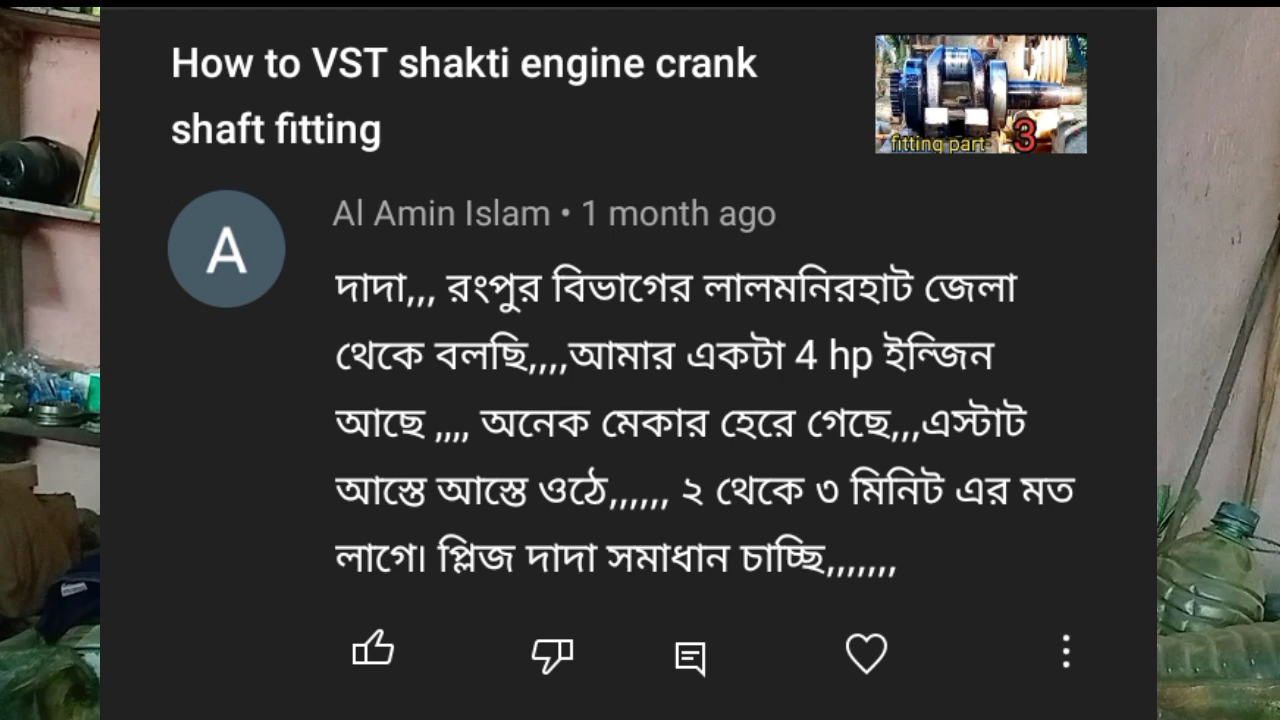 How to VST shakti engine crank
shaft fitting
fitting part 3
A
Al Amin Islam • 1 month ago
দাদা,,, রংপুর বিভাগের লালমনিরহাট জেলা
থেকে বলছি,,,,আমার একটা 4 hp ইন্জিন
আছে ,,,, অনেক মেকার হেরে গেছে,,,এস্টাট
আস্তে আস্তে ওঠে,,,,,, ২ থেকে ৩ মিনিট এর মত
লাগে। প্লিজ দাদা সমাধান চাচ্ছি,,,,,,,